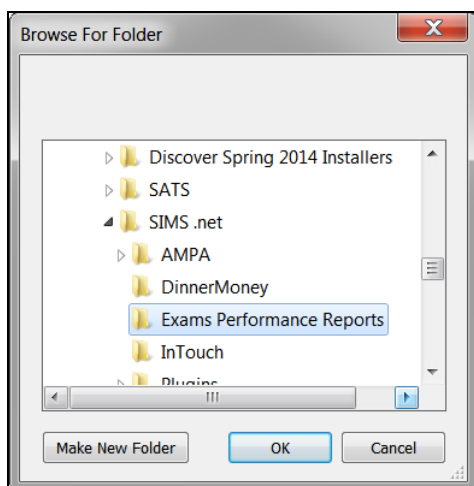 Browse For Folder
Discover Spring 2014 Installers
SATS
SIMS .net
AMPA
DinnerMoney
Exams Performance Reports
InTouch
Plugins
Make New Folder OK Cancel